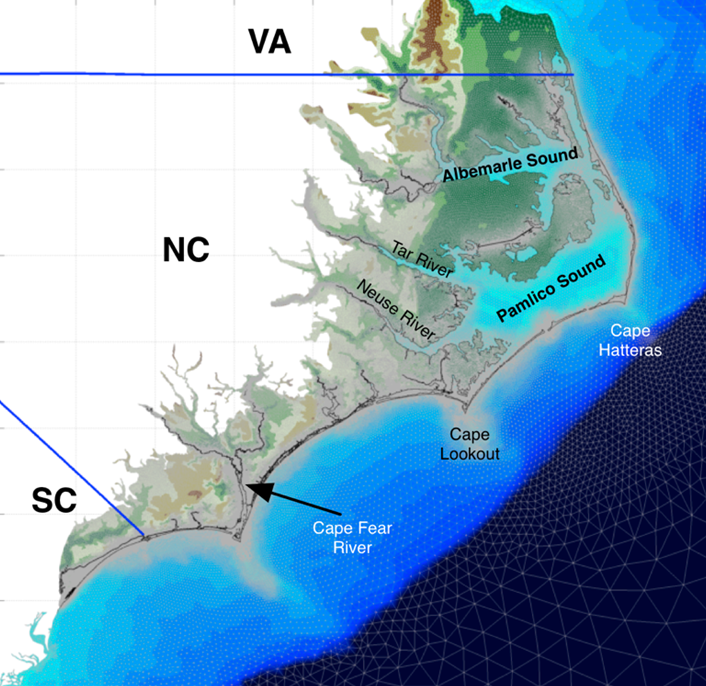 VA
Albemarle Sound
NC
Tar River
Pamlico Sound
Neuse River
Cape
Hatteras
Cape
Lookout
SC
Cape Fear
River